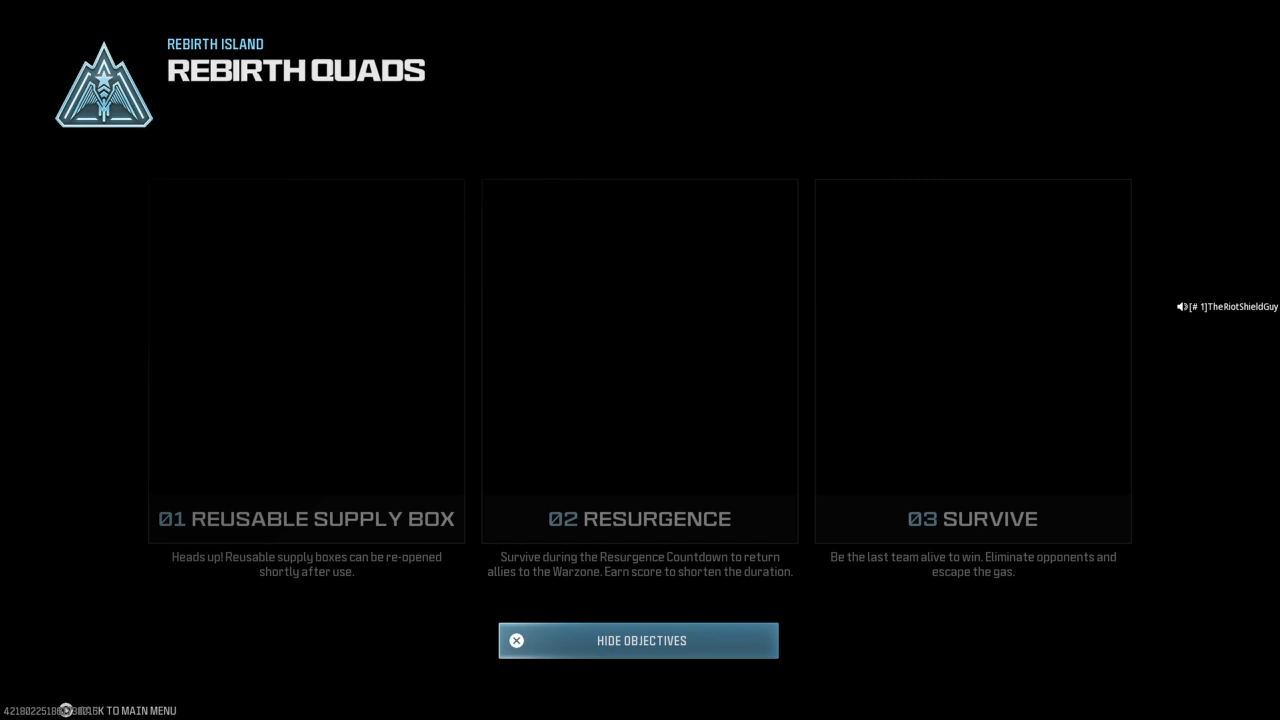 REBIRTH ISLAND
REBIRTH QUADS
[# 1]TheRiotShieldGuy
01 REUSABLE SUPPLY BOX
Heads up! Reusable supply boxes can be re-opened
shortly after use.
02 RESURGENCE
Survive during the Resurgence Countdown to return
allies to the Warzone. Earn score to shorten the duration.
03 SURVIVE
Be the last team alive to win. Eliminate opponents and
escape the gas.
HIDE OBJECTIVES
TO MAIN MENU